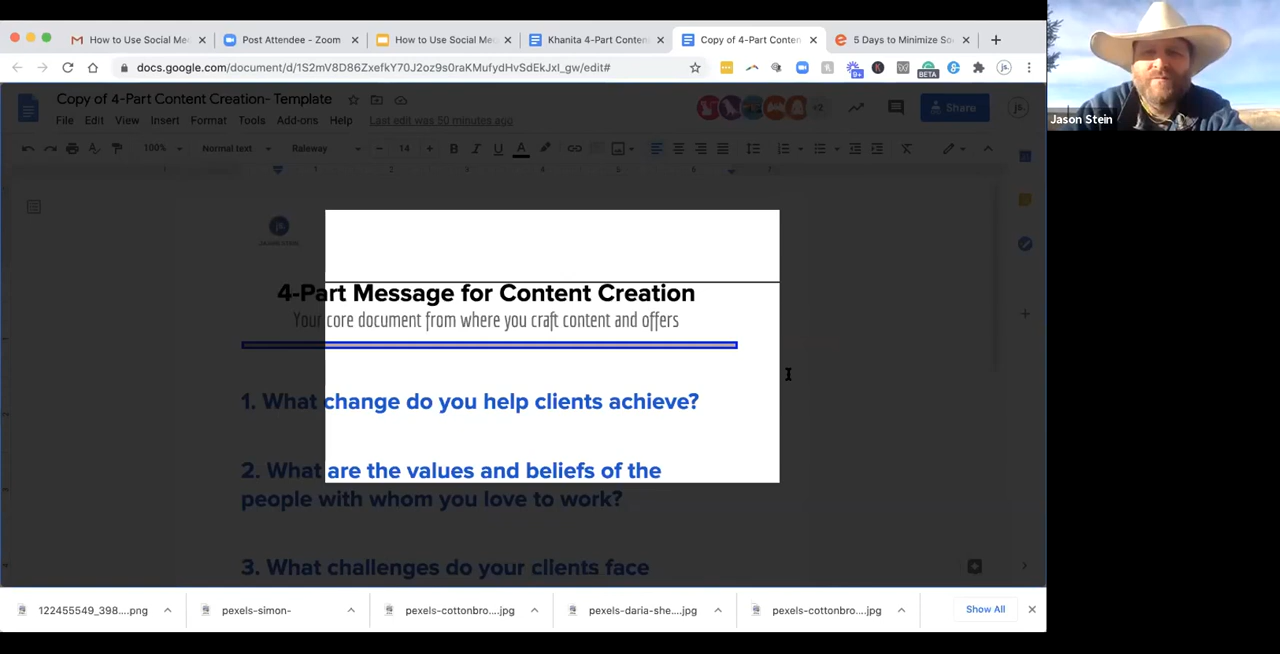 How to Use Social Me
Post Attendee - Zoom
How to Use Social Me
Khanita 4-Part Conten
Copy of 4-Part Conten
5 Days to Minimize So
docs.google.com/document/d/1S2mV8D86ZxefkY70J2oz9s0raKMufydHvSdEkJxI_gw/edit#
9+
BETA
js.
Copy of 4-Part Content Creation- Template
File Edit View Insert Format Tools Add-ons Help Last edit was 50 minutes ago
+2
Share
js.
100% Normal text Raleway 14
js.
4-Part Message for Content Creation
Your core document from where you craft content and offers
1. What change do you help clients achieve?
2. What are the values and beliefs of the
people with whom you love to work?
3. What challenges do your clients face
122455549_398....png
pexels-simon-
pexels-cottonbro....jpg
pexels-daria-she....jpg
pexels-cottonbro....jpg
Show All
Jason Stein